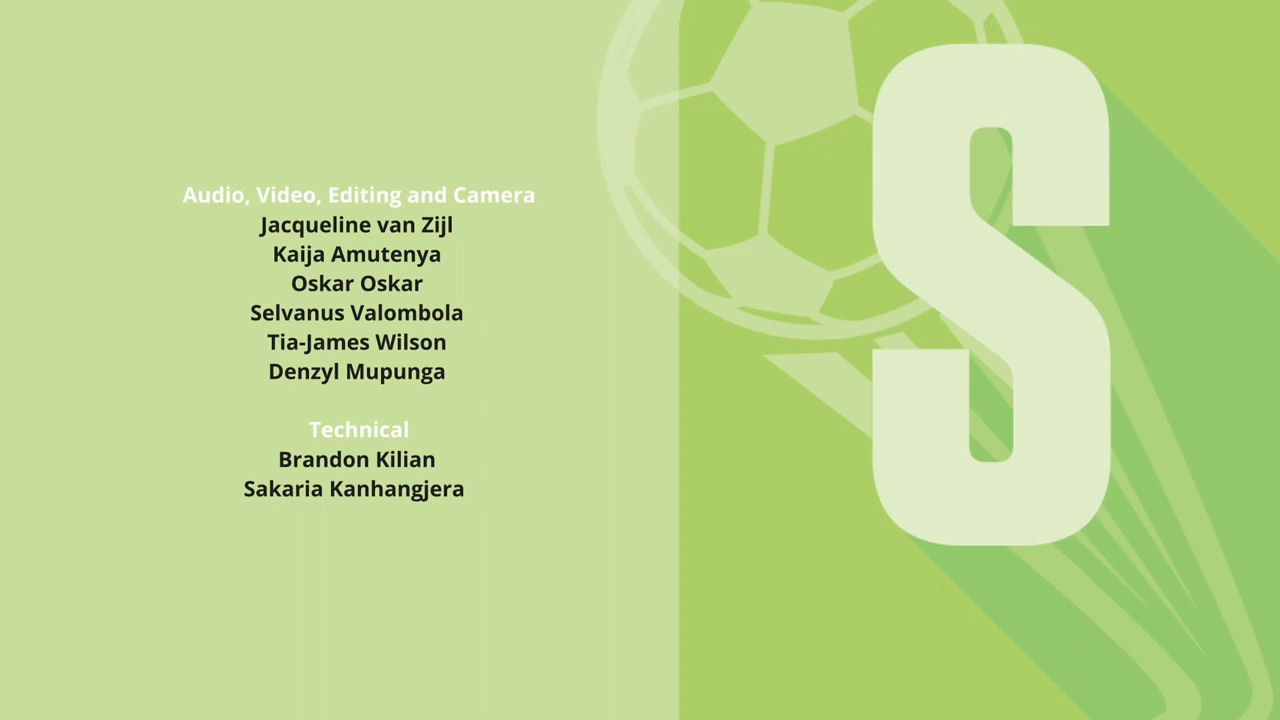 Audio, Video, Editing and Camera
Jacqueline van Zijl
Kaija Amutenya
Oskar Oskar
Selvanus Valombola
Tia-James Wilson
Denzyl Mupunga
Technical
Brandon Kilian
Sakaria Kanhangjera
S